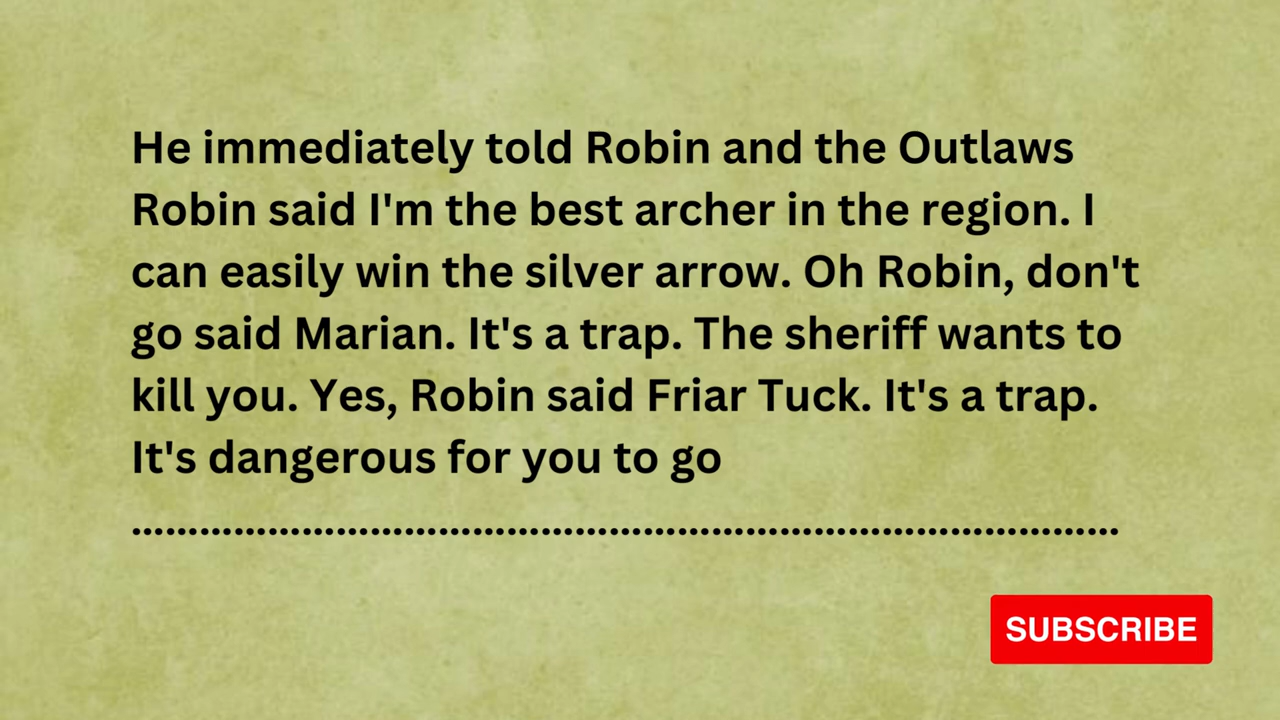 He immediately told Robin and the Outlaws
Robin said I'm the best archer in the region. I
can easily win the silver arrow. Oh Robin, don't
go said Marian. It's a trap. The sheriff wants to
kill you. Yes, Robin said Friar Tuck. It's a trap.
It's dangerous for you to go
.......................................................................................
SUBSCRIBE